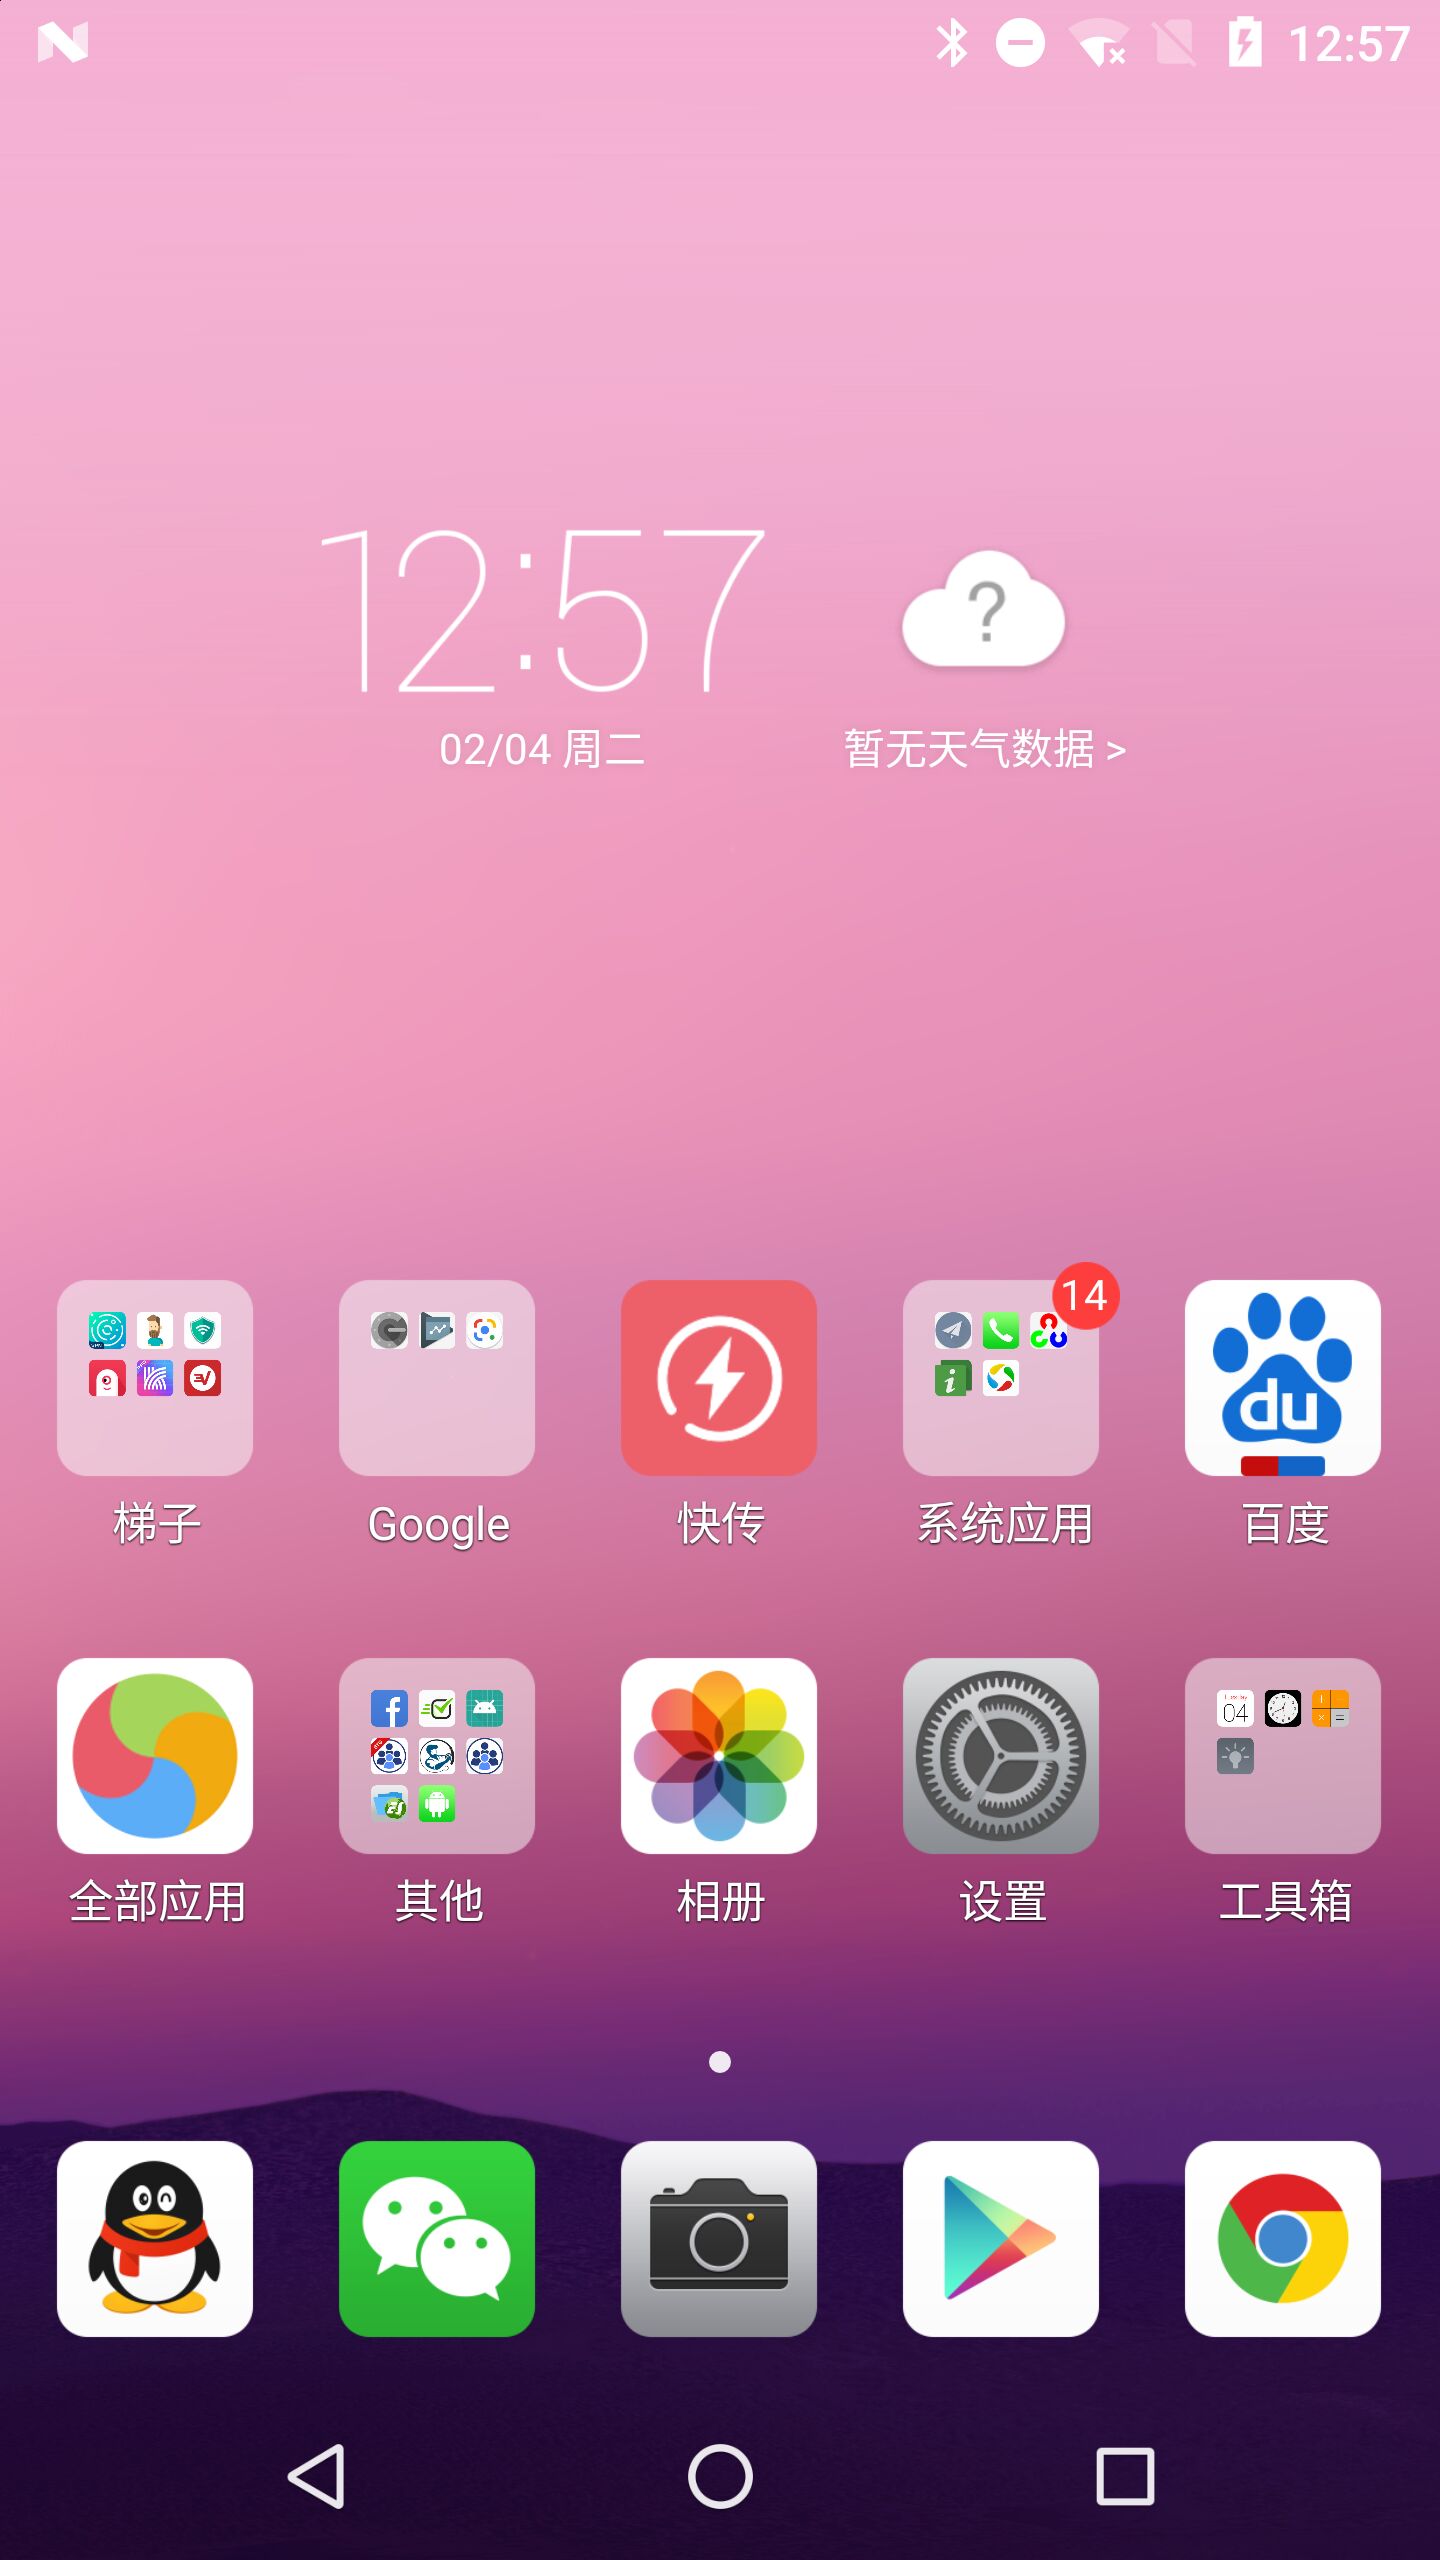 12:57
12:57
02/04 周二
暂无天气数据 >
14
梯子
Google
快传
系统应用
du
百度
04
全部应用
其他
相册
设置
工具箱